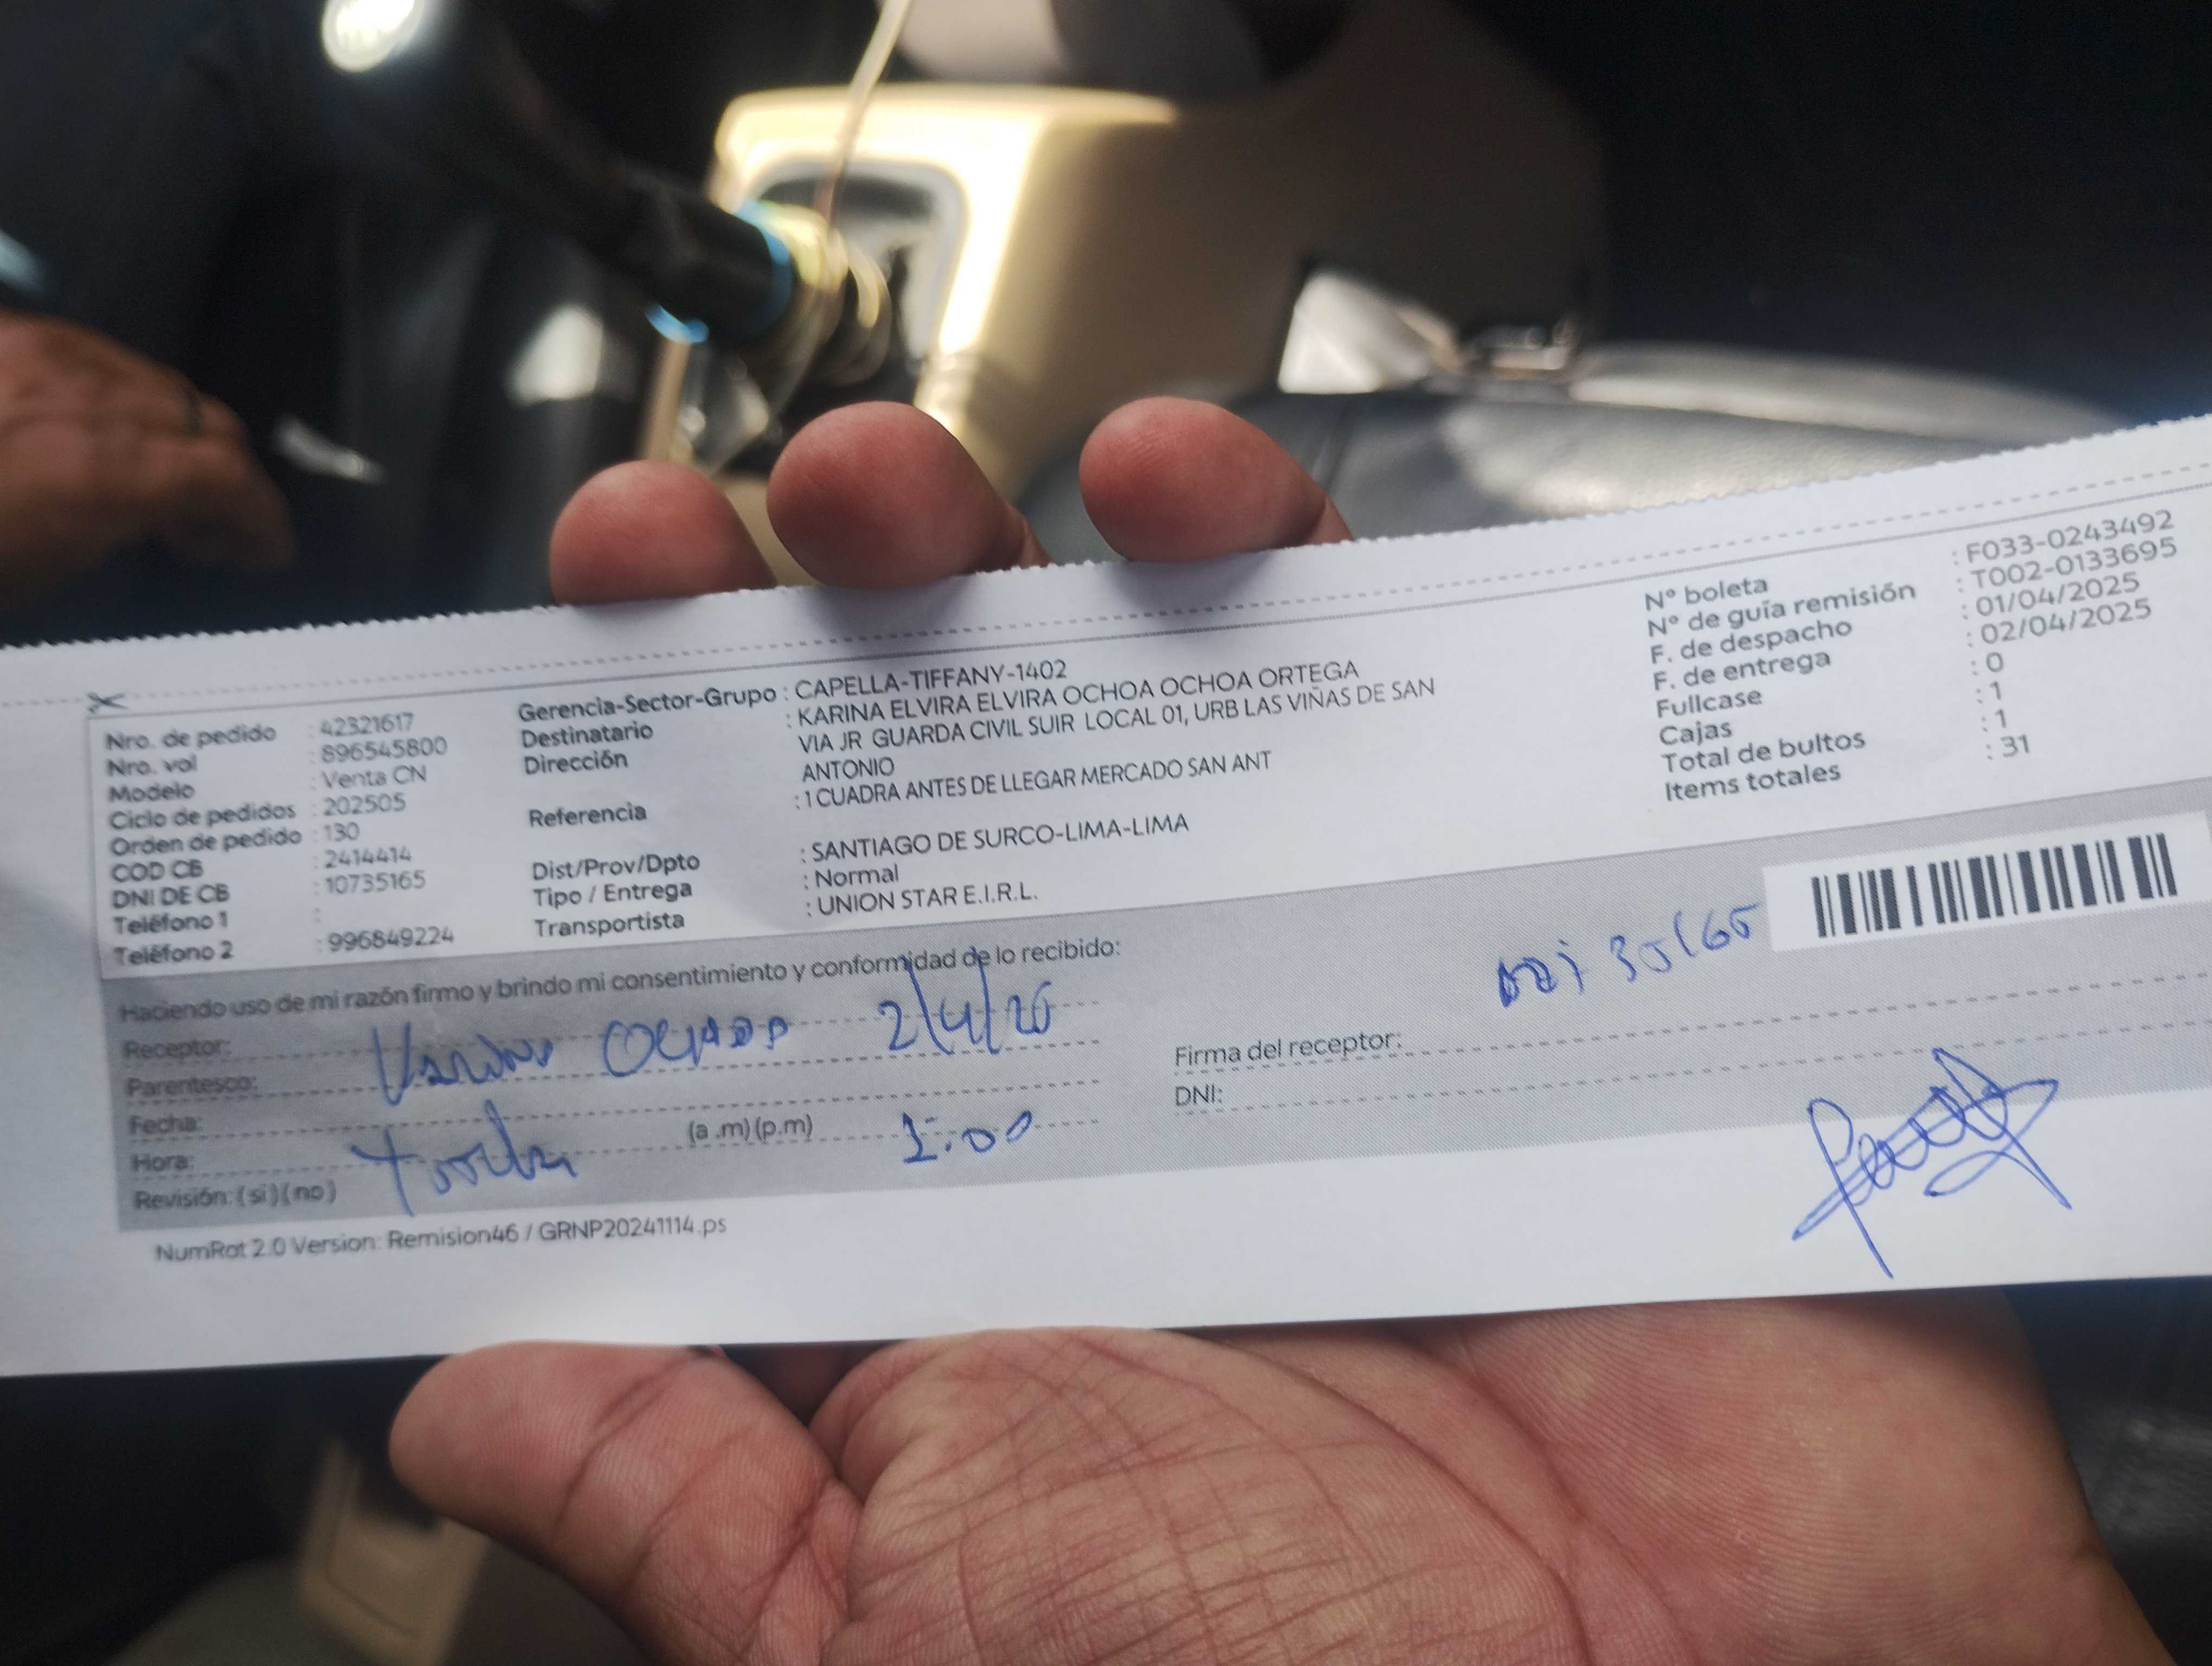 Nro. de pedido : 42321617
Nro. vol : 896545800
Modelo : Venta CN
Ciclo de pedidos : 202505
Orden de pedido : 130
COD CB : 2414414
DNI DE CB : 10735165
Teléfono 1 :
Teléfono 2 : 996849224
Gerencia-Sector-Grupo : CAPELLA-TIFFANY-1402
Destinatario : KARINA ELVIRA ELVIRA OCHOA OCHOA ORTEGA
Dirección VIA JR GUARDA CIVIL SUIR LOCAL 01, URB LAS VIÑAS DE SAN
ANTONIO
Referencia : 1 CUADRA ANTES DE LLEGAR MERCADO SAN ANT
Dist/Prov/Dpto : SANTIAGO DE SURCO-LIMA-LIMA
Tipo / Entrega : Normal
Transportista : UNION STAR E.I.R.L.
N° boleta : F033-0243492
N° de guía remisión : T002-0133695
F. de despacho : 01/04/2025
F. de entrega : 02/04/2025
Fullcase : 0
Cajas : 1
Total de bultos : 1
Items totales : 31
Haciendo uso de mi razón firmo y brindo mi consentimiento y conformidad de lo recibido:
Receptor:
Parentesco:
Fecha:
Hora: (a .m) (p.m) 1:00
Revisión: ( si ) ( no )
2/4/25
Firma del receptor:
DNI:
NumRot 2.0 Version: Remision46 / GRNP20241114.ps